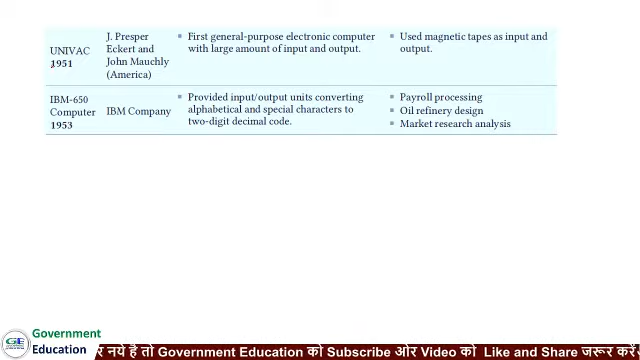 UNIVAC
1951
J. Presper
Eckert and
John Mauchly
(America)
First general-purpose electronic computer
with large amount of input and output.
Used magnetic tapes as input and
output.
IBM-650
Computer
1953
IBM Company
Provided input/output units converting
alphabetical and special characters to
two-digit decimal code.
Payroll processing
Oil refinery design
Market research analysis
GE
Government
Education
नये है तो Government Education को Subscribe और Video को Like and Share जरूर करें